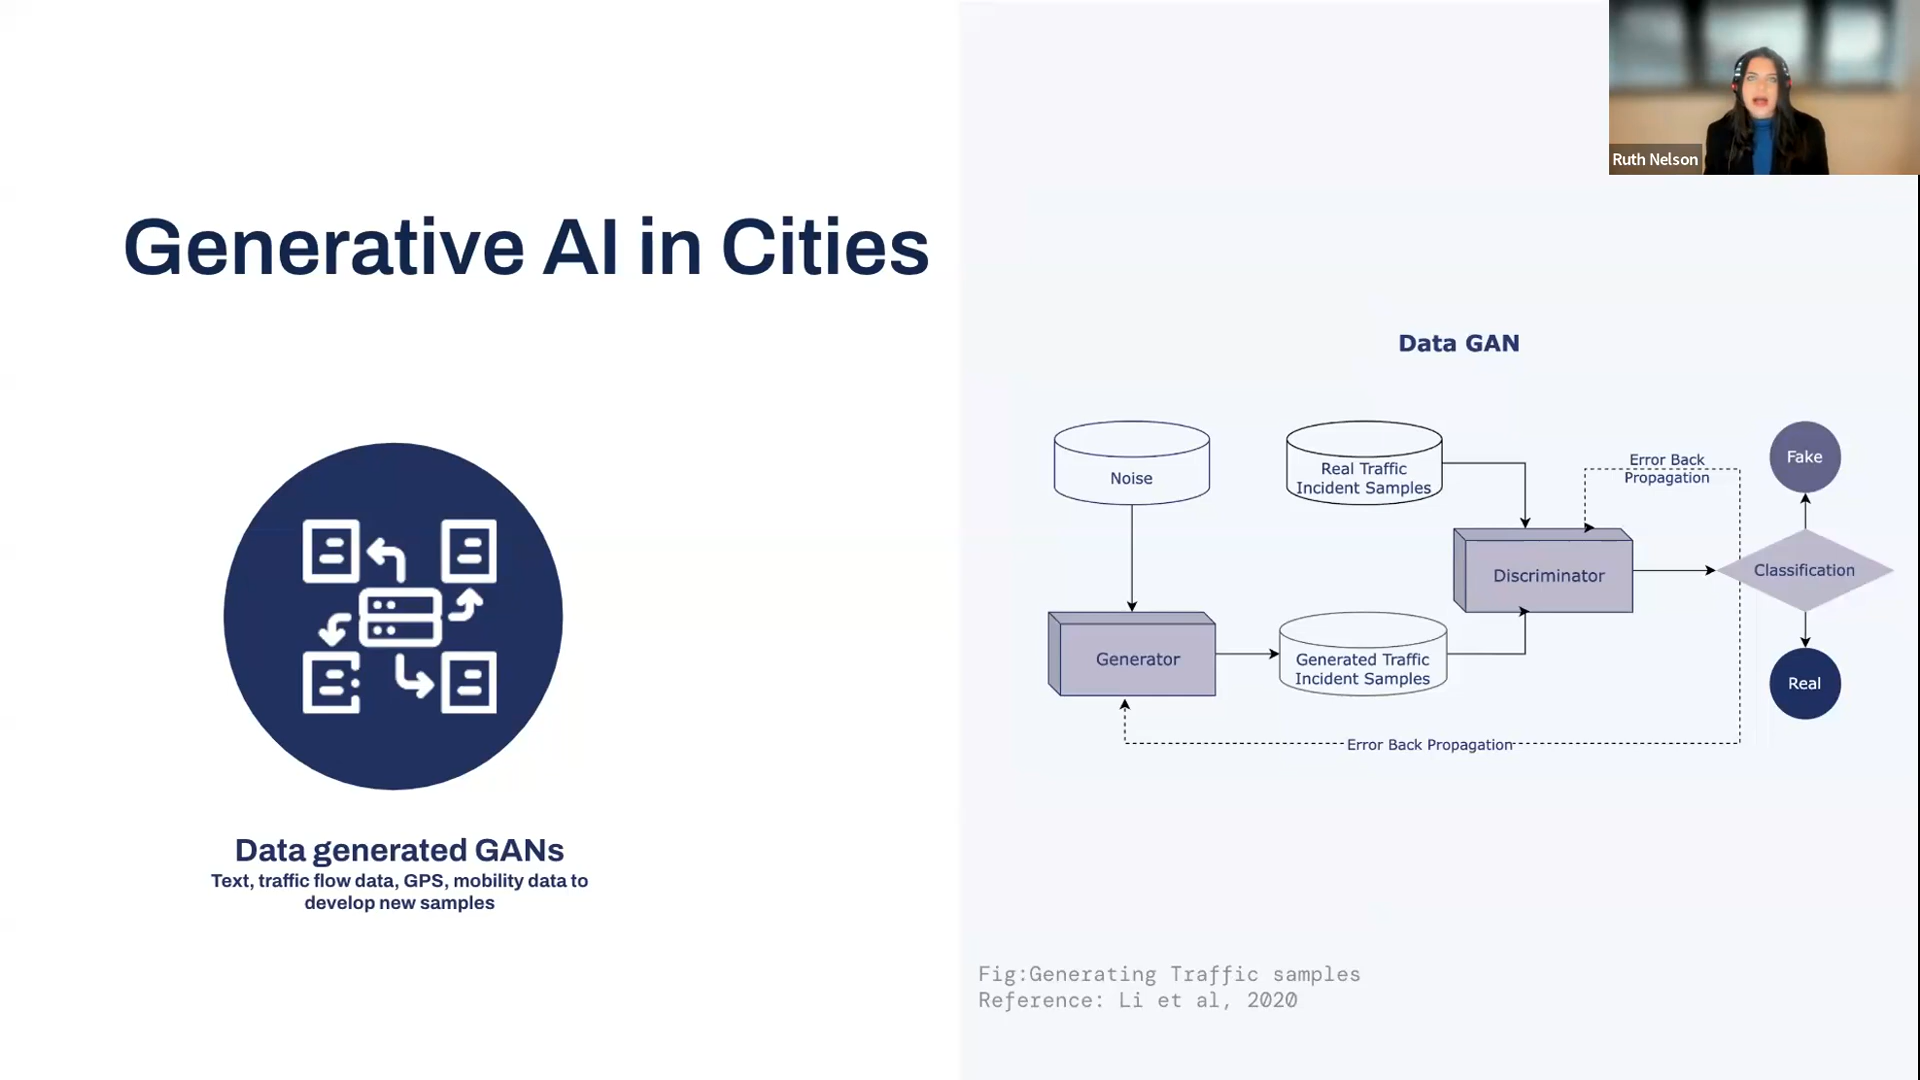 Ruth Nelson
Generative AI in Cities
Data generated GANs
Text, traffic flow data, GPS, mobility data to
develop new samples
Data GAN
Noise
Real Traffic
Incident Samples
Error Back
Propagation
Fake
Discriminator
Classification
Generator
Generated Traffic
Incident Samples
Real
Error Back Propagation
Fig:Generating Traffic samples
Reference: Li et al, 2020